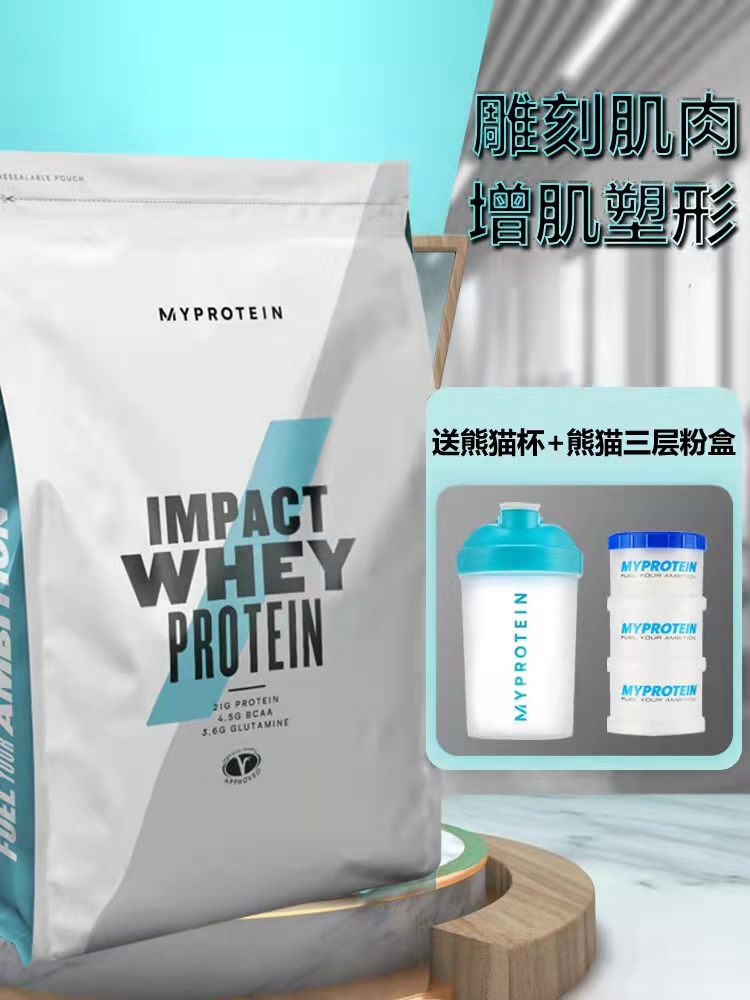 RESEALABLE POUCH
雕刻肌肉
增肌塑形
MYPROTEIN
送熊猫杯+熊猫三层粉盒
IMPACT
WHEY
PROTEIN
21G PROTEIN
4.5G BCAA
3.6G GLUTAMINE
V
APPROVED
FUEL YOUR AMBITION
MYPROTEIN
MYPROTEIN
FUEL YOUR AMBITION
MYPROTEIN
FUEL YOUR AMBITION
MYPROTEIN
FUEL YOUR AMBITION